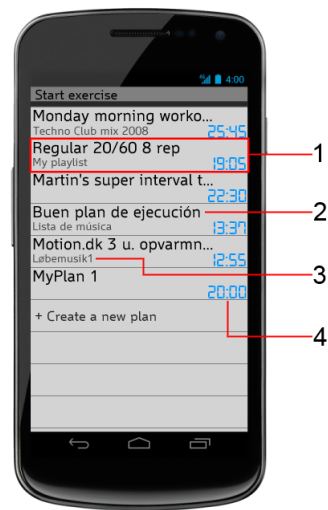 4:00
Start exercise
Monday morning worko...
Techno Club mix 2008 25:45
Regular 20/60 8 rep
My playlist 19:05
Martin's super interval t...
22:30
Buen plan de ejecución
Lista de música 13:37
Motion.dk 3 u. opvarmn...
Løbemusik1 12:55
MyPlan 1
20:00
+ Create a new plan
1
2
3
4